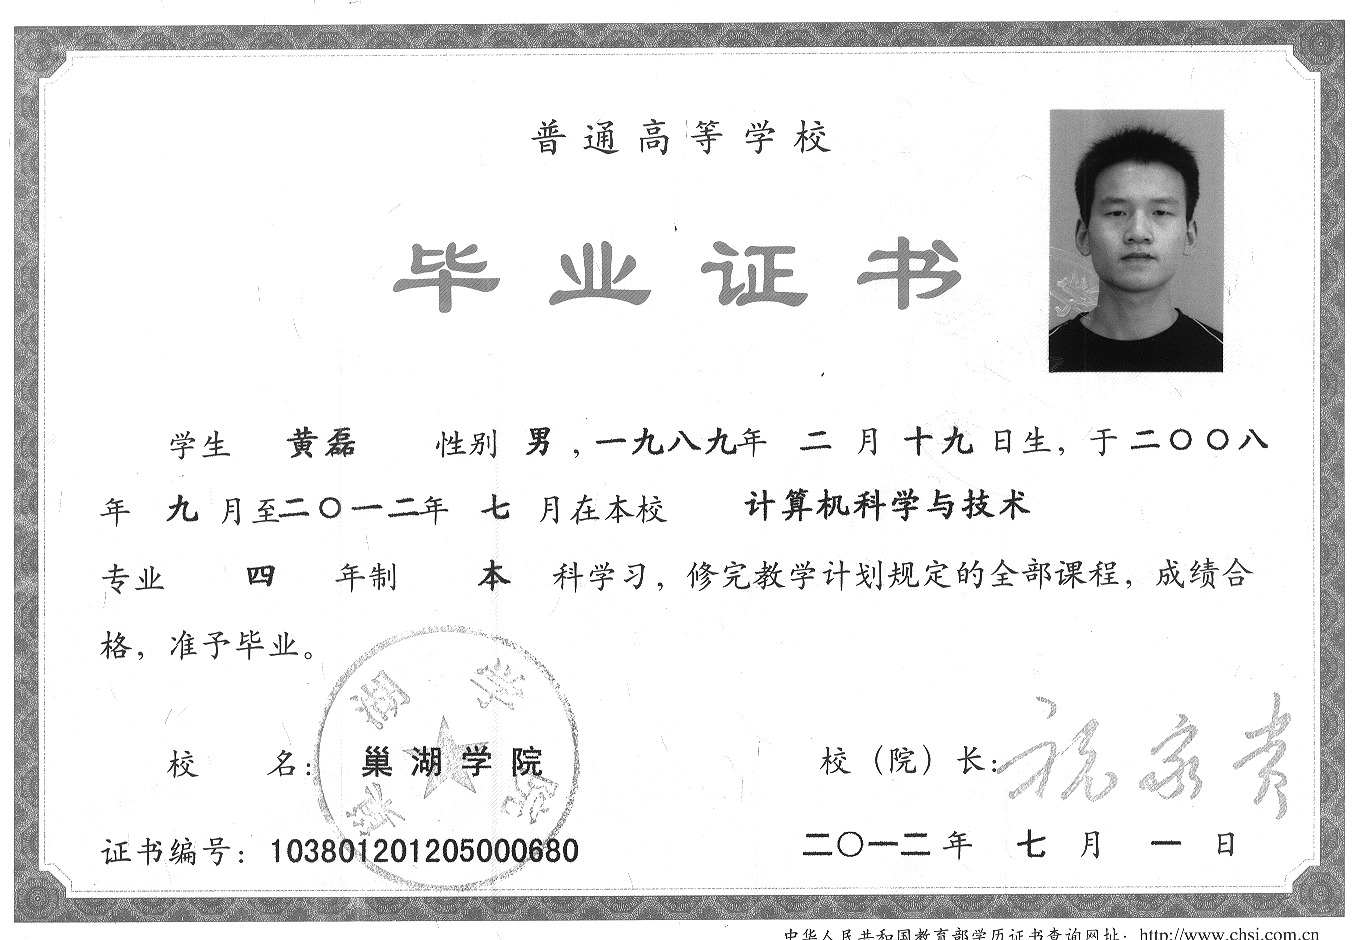 普通高等学校
毕业证书
学生 黄磊 性别 男，一九八九年 二 月 十九 日生，于二〇〇八
年 九 月至二〇一二年 七 月在本校 计算机科学与技术
专业 四 年制 本 科学习，修完教学计划规定的全部课程，成绩合
格，准予毕业。
校 名：巢湖学院
校（院）长：祝家贵
巢湖学院
证书编号：103801201205000680
二〇一二年 七 月 一 日
中华人民共和国教育部学历证书查询网址：http://www.chsi.com.cn